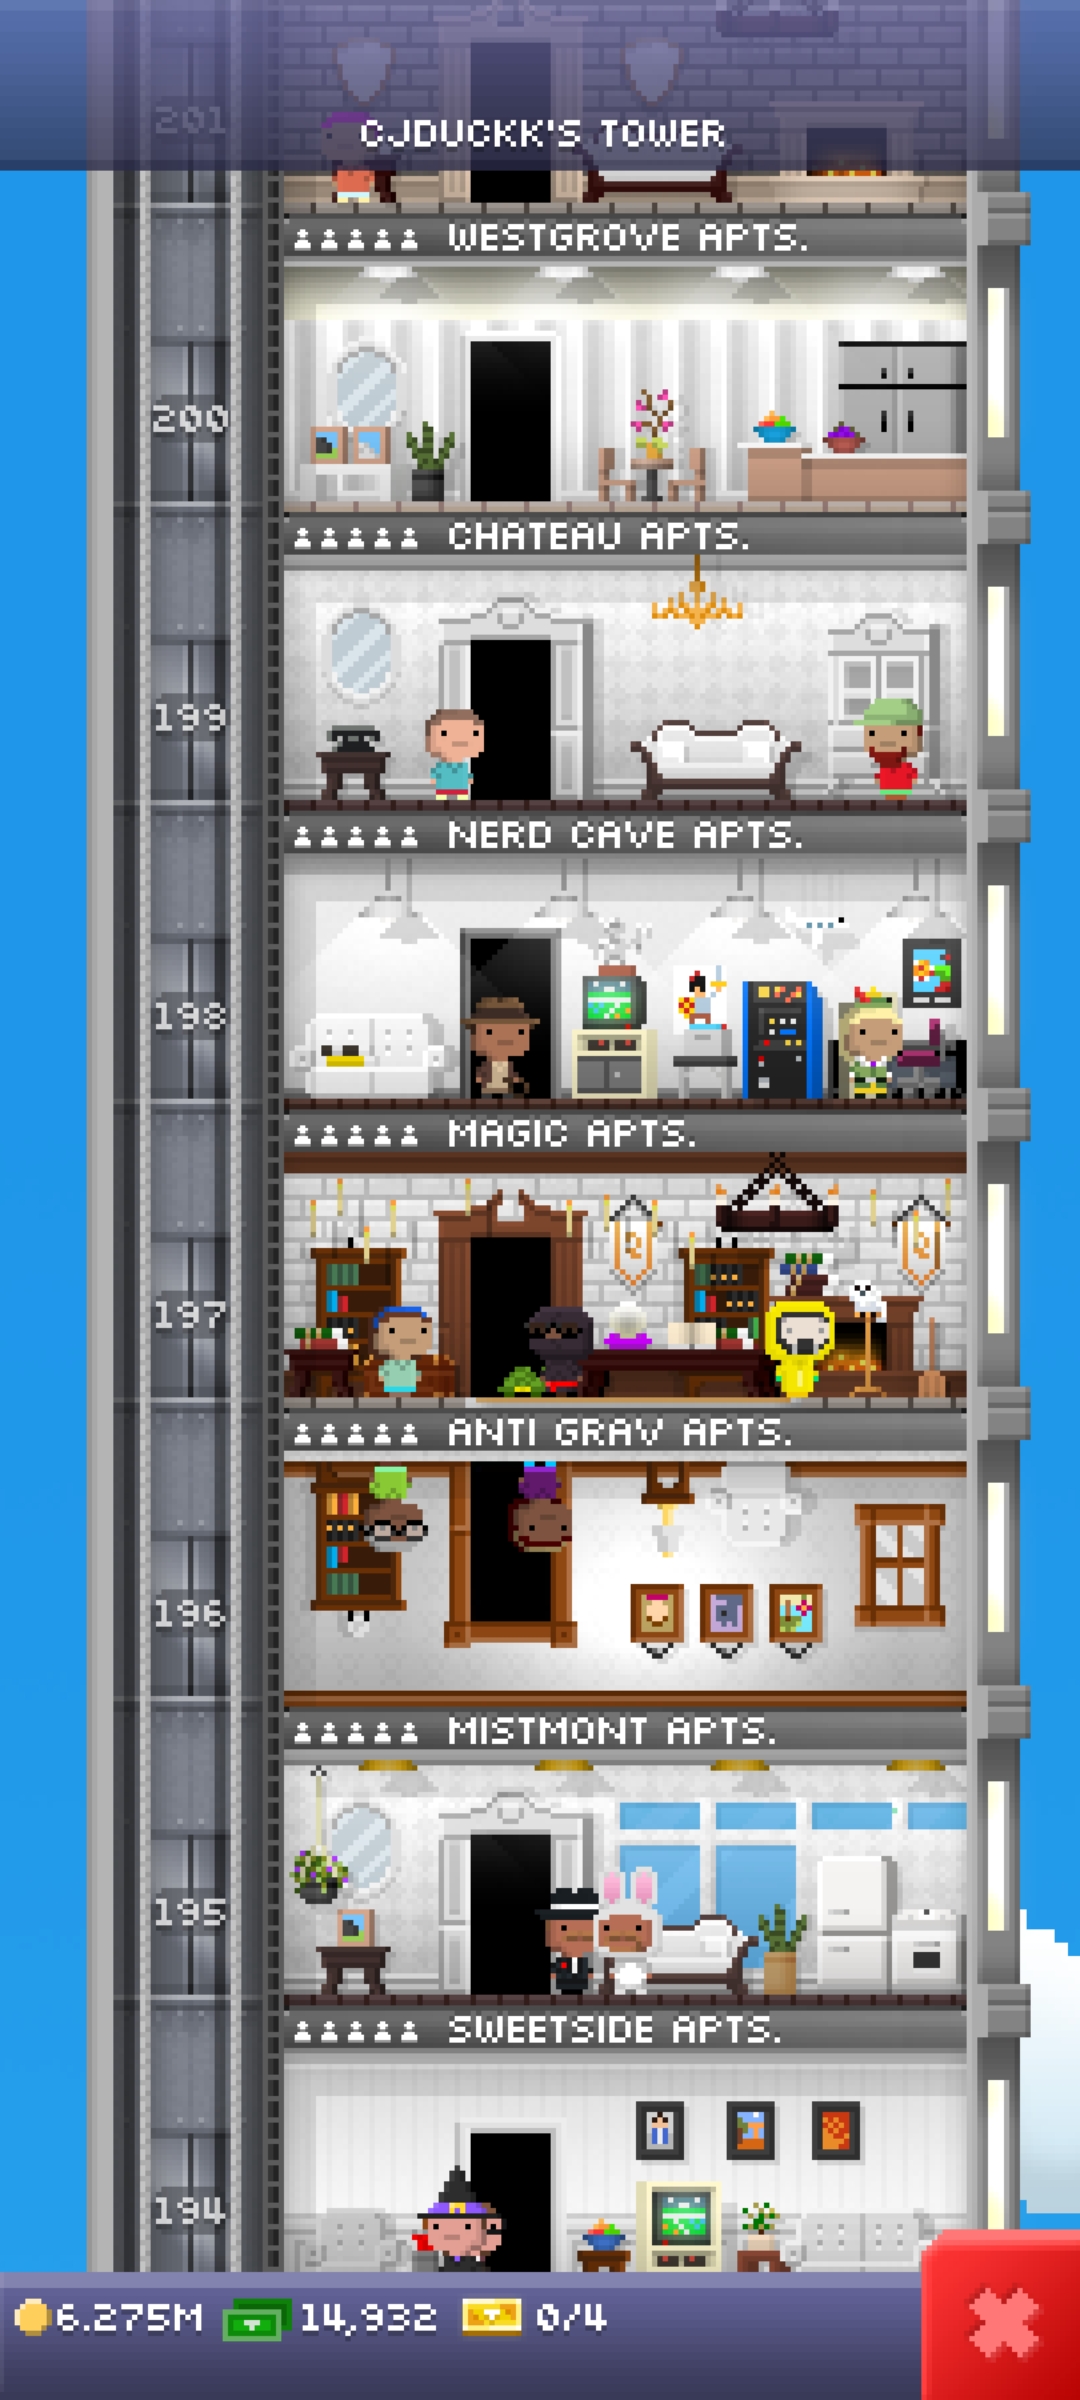 201
CJDUCKK'S TOWER
WESTGROVE APTS.
200
CHATEAU APTS.
199
NERD CAVE APTS.
198
MAGIC APTS.
197
ANTI GRAV APTS.
196
MISTMONT APTS.
195
SWEETSIDE APTS.
194
6.275M 14,932 0/4